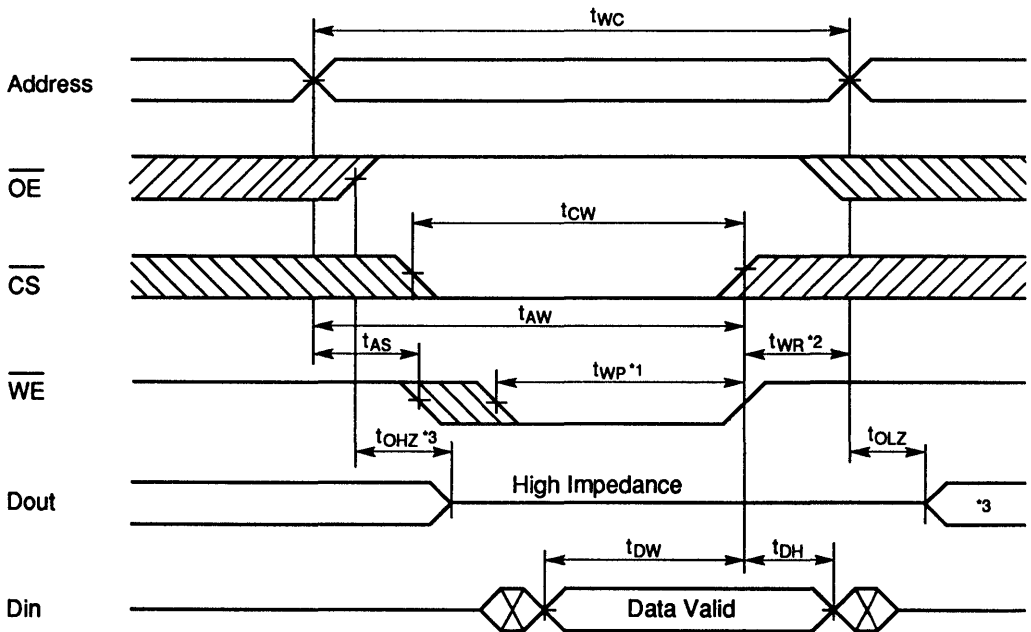 tWC
Address
OE
tCW
CS
tAW
tAS
tWR *2
WE
tWP *1
tOHZ *3
tOLZ
Dout
High Impedance
*3
tDW
tDH
Din
Data Valid